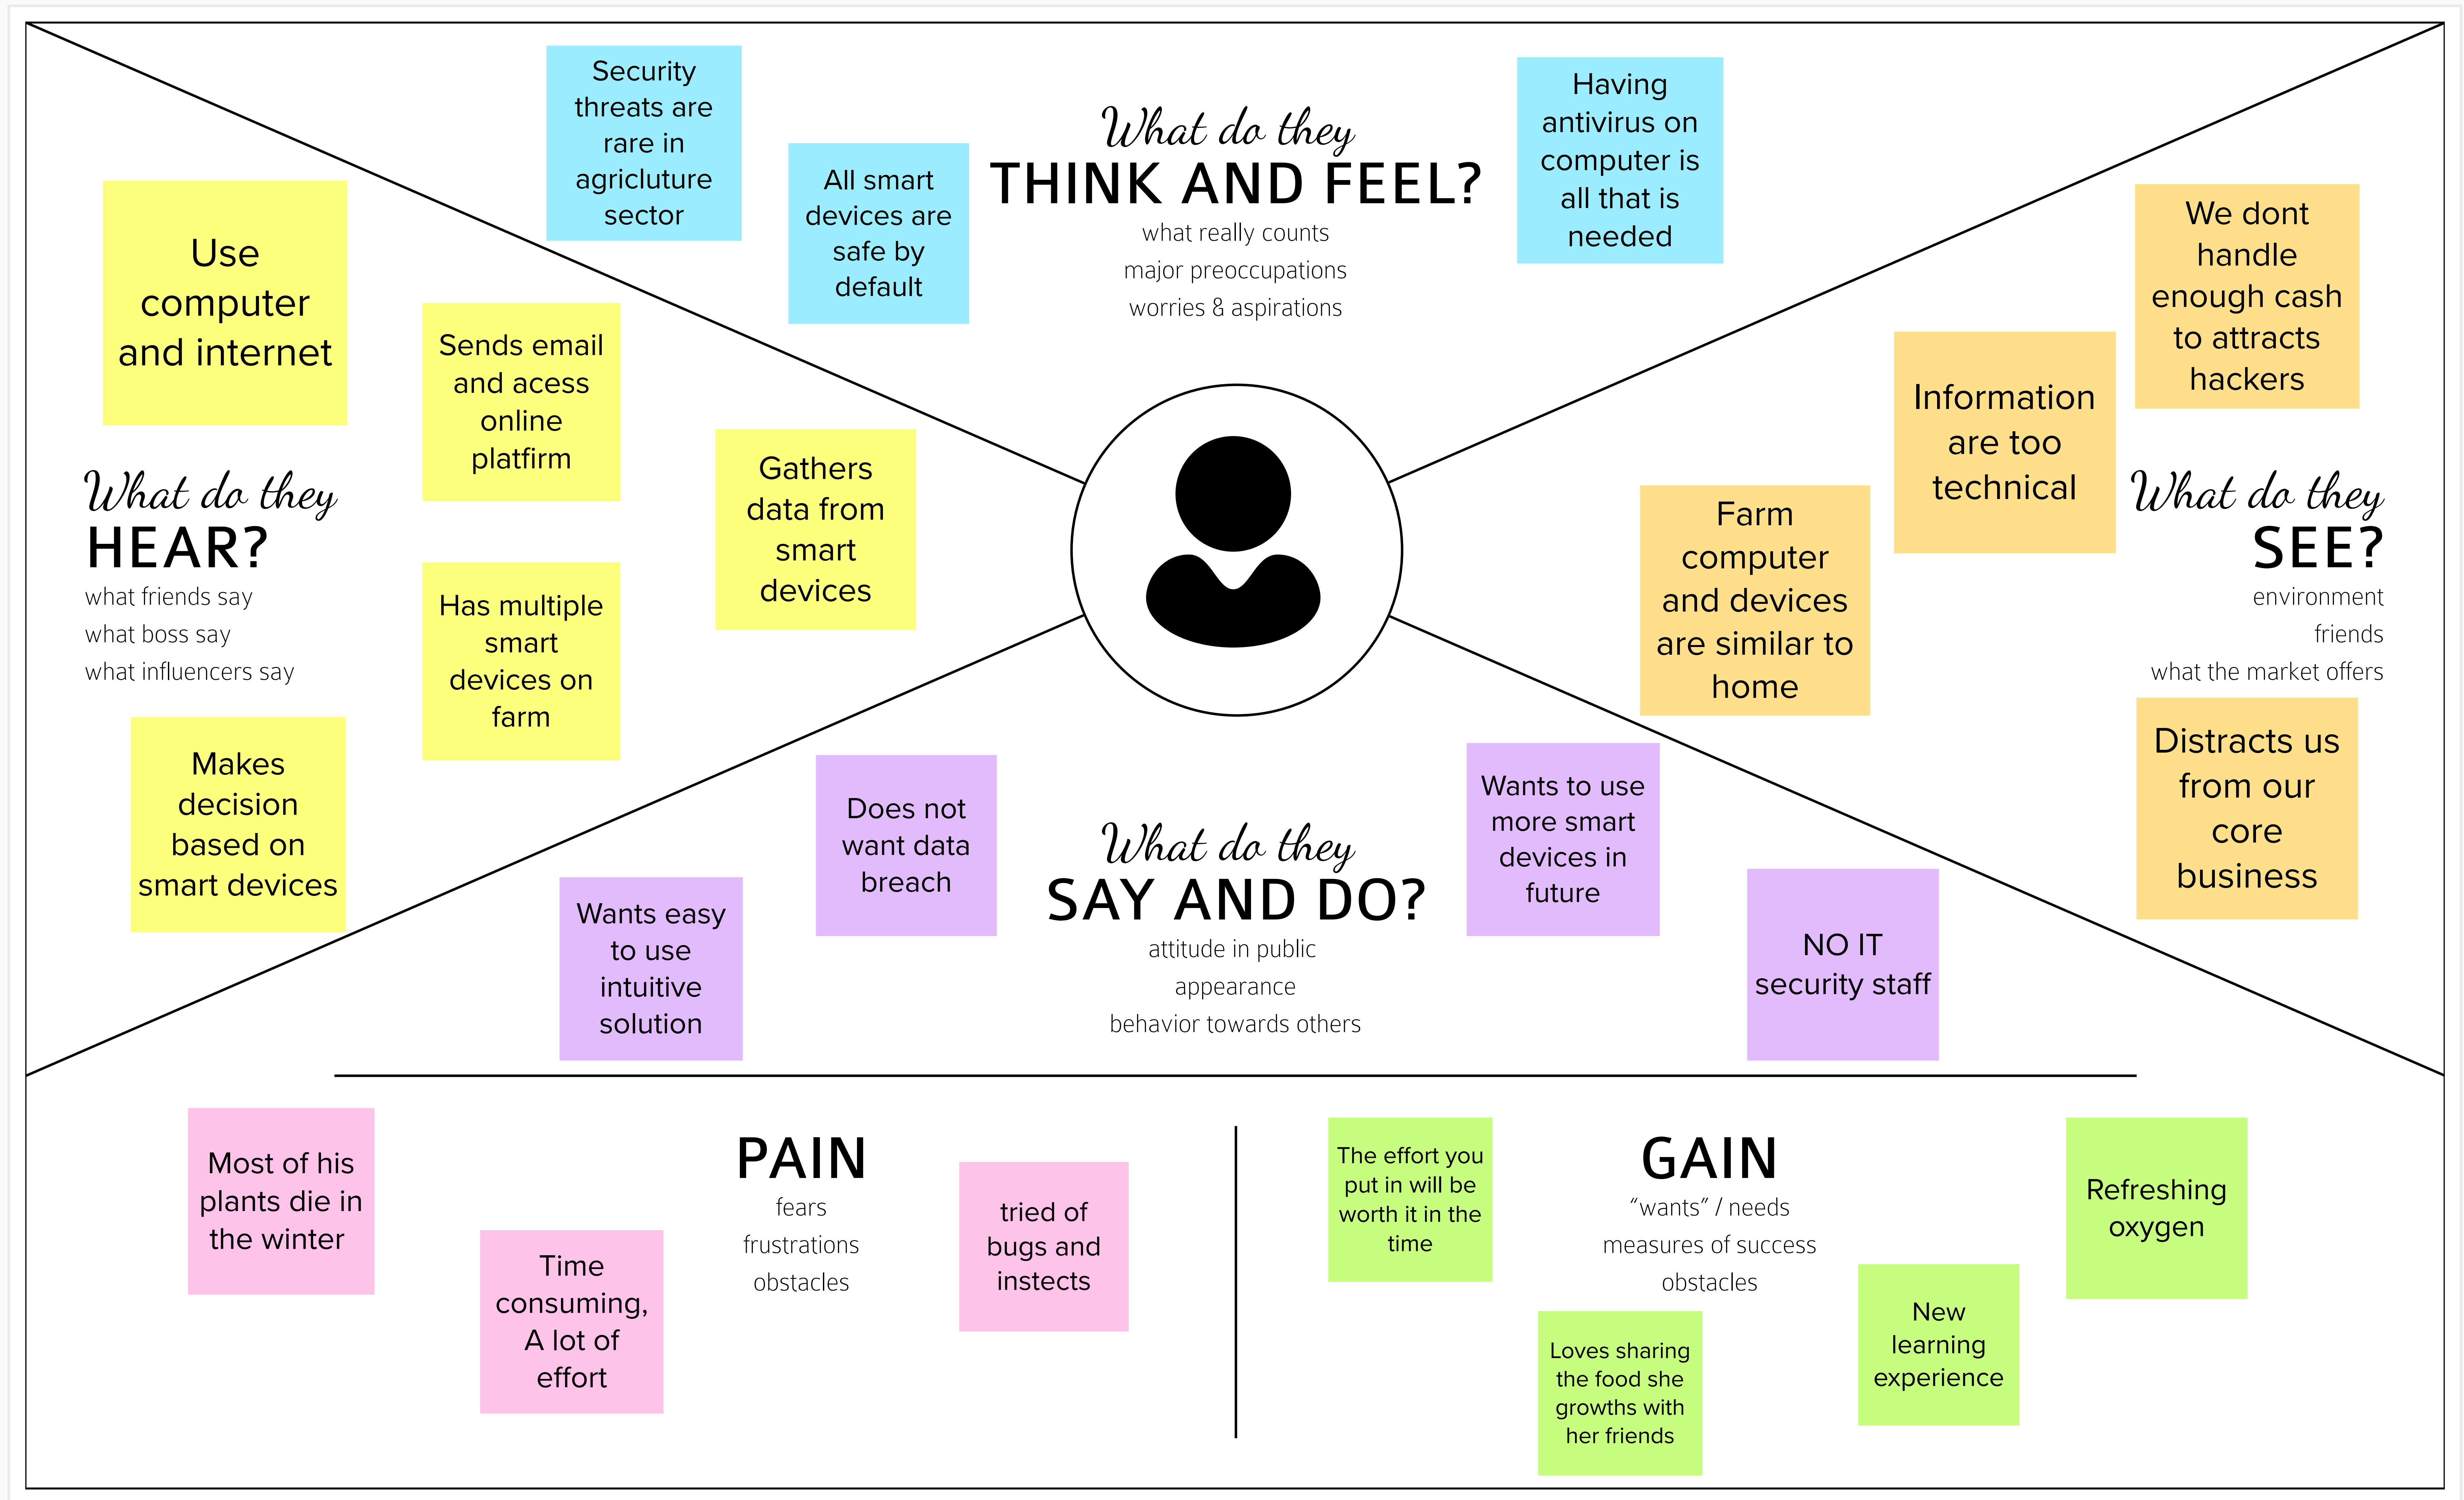 Security
threats are
rare in
agricluture
sector
All smart
devices are
safe by
default
What do they
THINK AND FEEL?
what really counts
major preoccupations
worries & aspirations
Having
antivirus on
computer is
all that is
needed
Use
computer
and internet
Sends email
and acess
online
platfirm
Gathers
data from
smart
devices
What do they
HEAR?
what friends say
what boss say
what influencers say
Has multiple
smart
devices on
farm
Makes
decision
based on
smart devices
We dont
handle
enough cash
to attracts
hackers
Information
are too
technical
Farm
computer
and devices
are similar to
home
What do they
SEE?
environment
friends
what the market offers
Distracts us
from our
core
business
Does not
want data
breach
Wants easy
to use
intuitive
solution
What do they
SAY AND DO?
attitude in public
appearance
behavior towards others
Wants to use
more smart
devices in
future
NO IT
security staff
Most of his
plants die in
the winter
Time
consuming,
A lot of
effort
PAIN
fears
frustrations
obstacles
tried of
bugs and
instects
The effort you
put in will be
worth it in the
time
GAIN
“wants” / needs
measures of success
obstacles
Loves sharing
the food she
growths with
her friends
New
learning
experience
Refreshing
oxygen